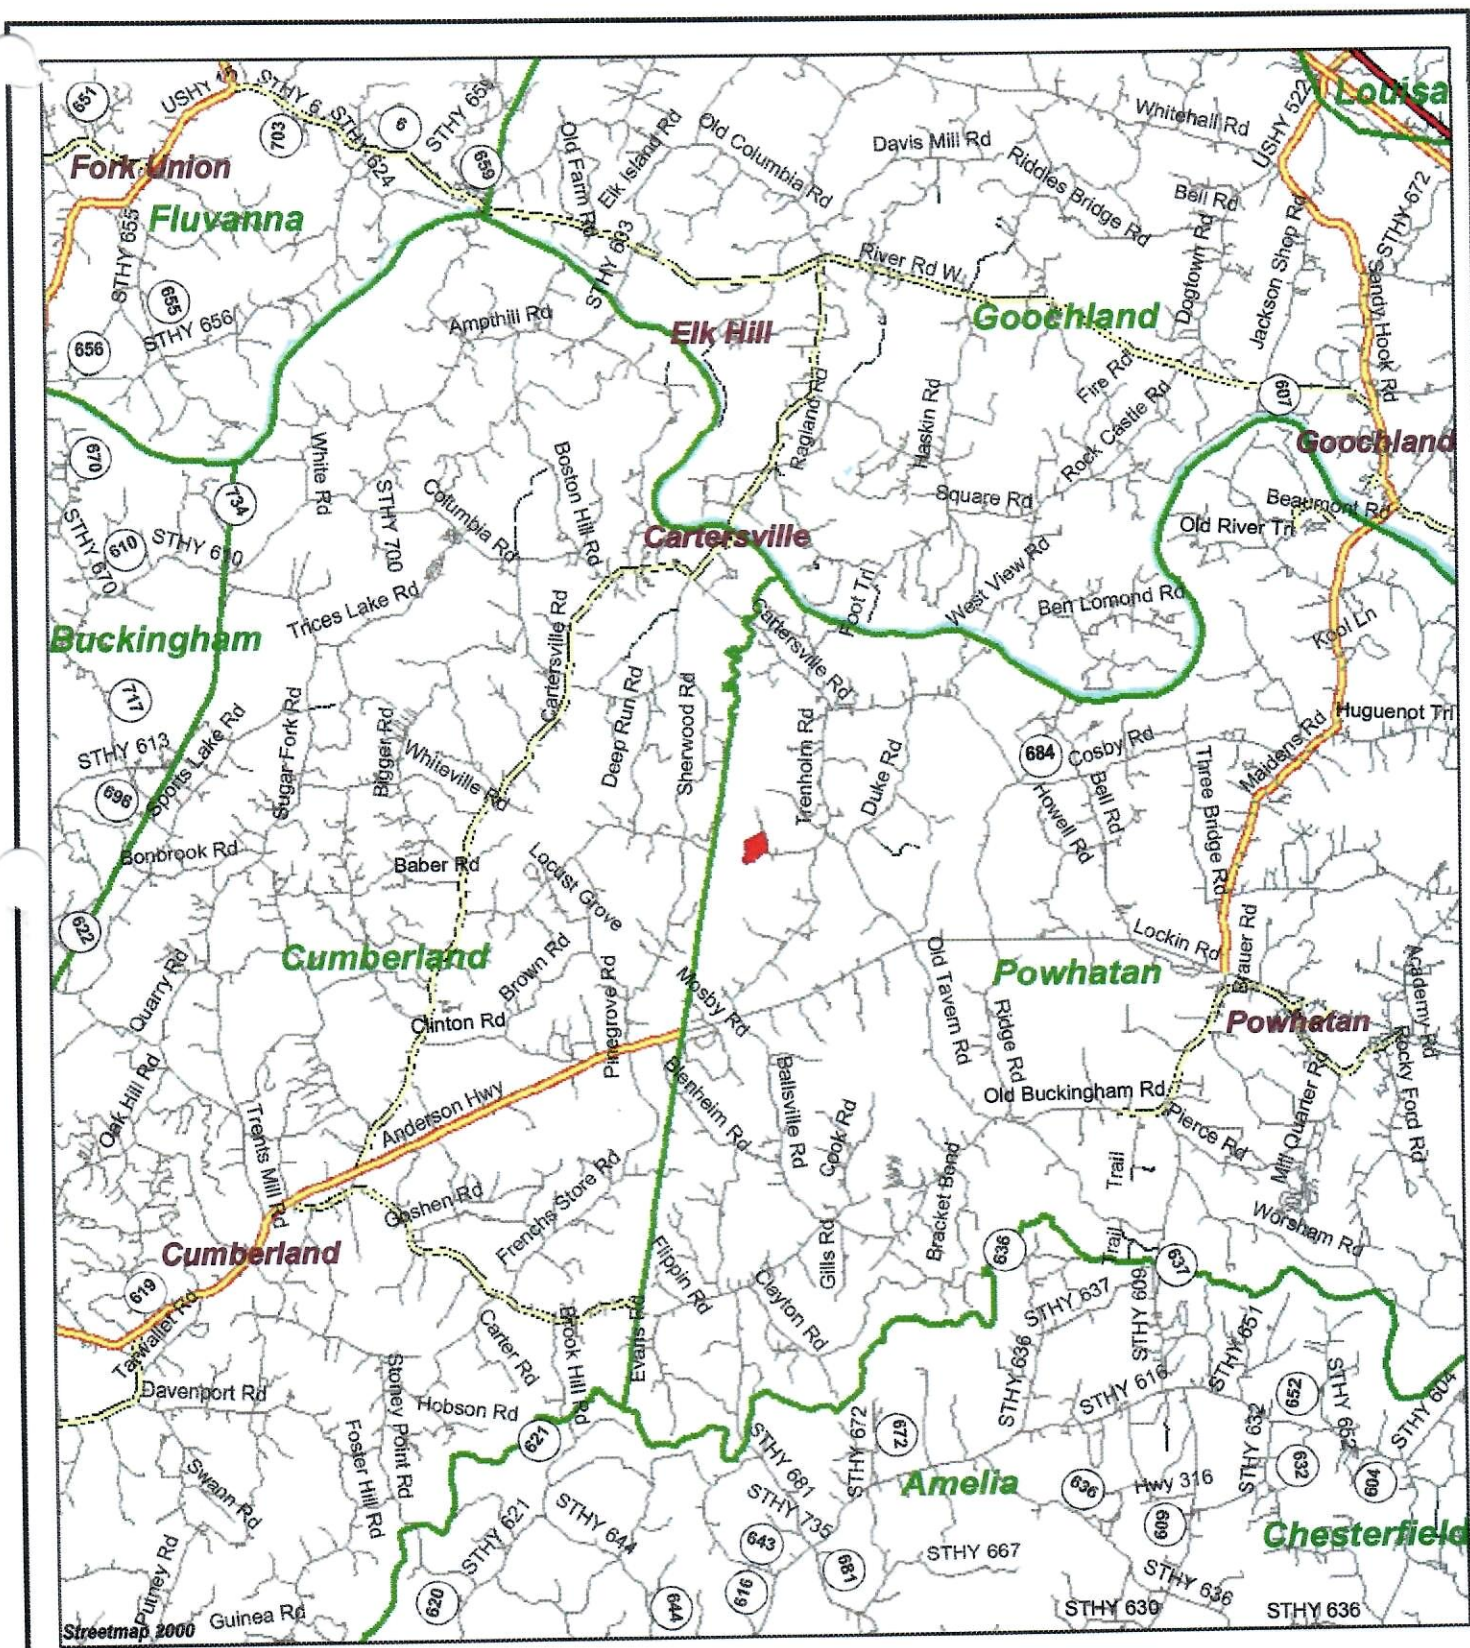 Louisa
651
USHY 15
STHY 6
703
STHY 624
6
STHY 659
659
Old Farm Rd
Elk Island Rd
Old Columbia Rd
Davis Mill Rd
Whitehall Rd
USHY 522
Fork Union
Riddles Bridge Rd
Bell Rd
STHY 672
Fluvanna
STHY 655
655
STHY 656
656
STHY 603
Ampthill Rd
River Rd W
Dogtown Rd
Jackson Shop Rd
Sandy Hook Rd
Elk Hill
Goochland
Fire Rd
Rock Castle Rd
607
Ragland Rd
Haskin Rd
Goochland
670
734
White Rd
STHY 700
Columbia Rd
Boston Hill Rd
Square Rd
Beaumont Rd
Old River Trl
STHY 670
610
STHY 610
Cartersville
West View Rd
Foot Trl
Ben Lomond Rd
Kool Ln
Trices Lake Rd
Cartersville Rd
Cartersville Rd
Buckingham
717
STHY 613
696
Sports Lake Rd
Sugar Fork Rd
Bigger Rd
Whiteville Rd
Deep Run Rd
Sherwood Rd
Trenholm Rd
Duke Rd
684
Cosby Rd
Bell Rd
Howell Rd
Three Bridge Rd
Maidens Rd
Huguenot Trl
Bonbrook Rd
Baber Rd
Locust Grove
622
Cumberland
Quarry Rd
Brown Rd
Pinegrove Rd
Mosby Rd
Old Tavern Rd
Powhatan
Lockin Rd
Brauer Rd
Academy Rd
Clinton Rd
Ridge Rd
Powhatan
Rocky Ford Rd
Oak Hill Rd
Trents Mill Rd
Anderson Hwy
Blenheim Rd
Ballsville Rd
Cook Rd
Old Buckingham Rd
Pierce Rd
Mill Quarter Rd
Trail
Goshen Rd
Frenchs Store Rd
Bracket Bend
Worsham Rd
Cumberland
619
Tarwallet Rd
Flippin Rd
Gills Rd
Clayton Rd
636
Trail
637
STHY 637
STHY 609
STHY 651
Carter Rd
Brook Hill Rd
Evans Rd
STHY 636
STHY 616
652
STHY 652
STHY 604
Davenport Rd
Stoney Point Rd
Hobson Rd
621
STHY 681
STHY 672
672
STHY 632
632
604
Foster Hill Rd
Swann Rd
Amelia
636
Hwy 316
609
STHY 621
STHY 644
STHY 735
643
Chesterfield
Putney Rd
Guinea Rd
620
644
616
681
STHY 667
STHY 636
STHY 630
STHY 636
Streetmap 2000